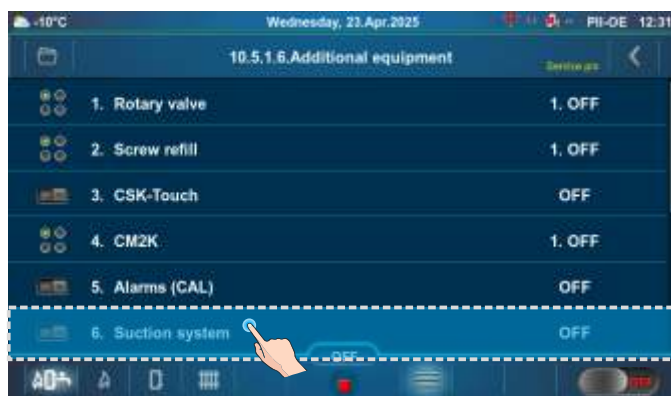 -10°C Wednesday, 23.Apr.2025 PII-OE 12:31
10.5.1.6.Additional equipment
1. Rotary valve 1. OFF
2. Screw refill 1. OFF
3. CSK-Touch OFF
4. CM2K 1. OFF
5. Alarms (CAL) OFF
6. Suction system OFF
OFF